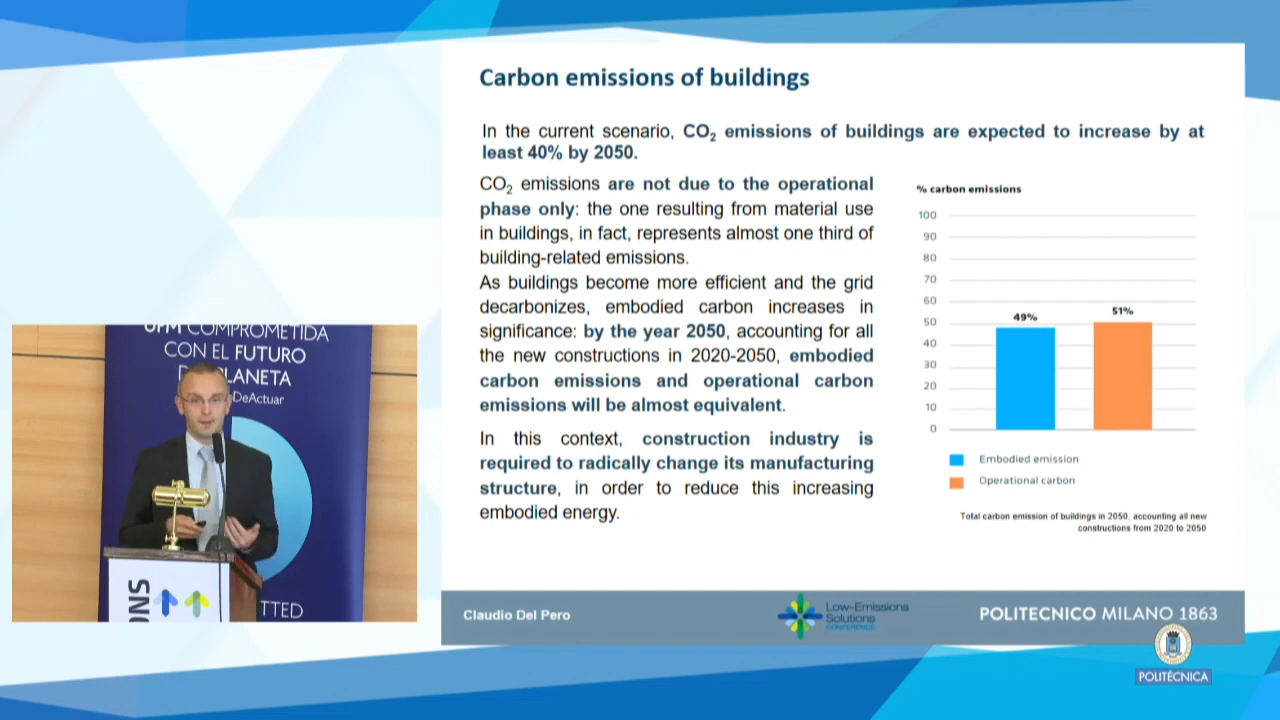 Carbon emissions of buildings
In the current scenario, CO₂ emissions of buildings are expected to increase by at
least 40% by 2050.
CO₂ emissions are not due to the operational
phase only: the one resulting from material use
in buildings, in fact, represents almost one third of
building-related emissions.
As buildings become more efficient and the grid
decarbonizes, embodied carbon increases in
significance: by the year 2050, accounting for all
the new constructions in 2020-2050, embodied
carbon emissions and operational carbon
emissions will be almost equivalent.
In this context, construction industry is
required to radically change its manufacturing
structure, in order to reduce this increasing
embodied energy.
% carbon emissions
100
90
80
70
60
50
40
30
20
10
0
49%
51%
Embodied emission
Operational carbon
Total carbon emission of buildings in 2050, accounting all new
constructions from 2020 to 2050
UPM COMPROMETIDA
CON EL FUTURO
LANETA
DeActuar
ONS
TTED
Claudio Del Pero
Low-Emissions
Solutions
CONFERENCE
POLITECNICO MILANO 1863
POLITÉCNICA